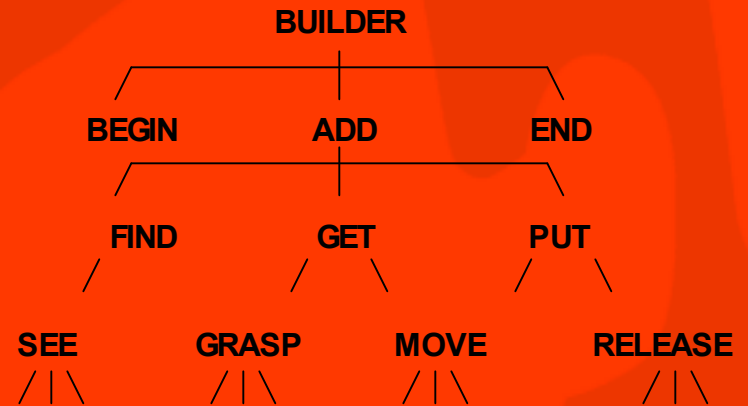 BUILDER
BEGIN ADD END
FIND GET PUT
SEE GRASP MOVE RELEASE